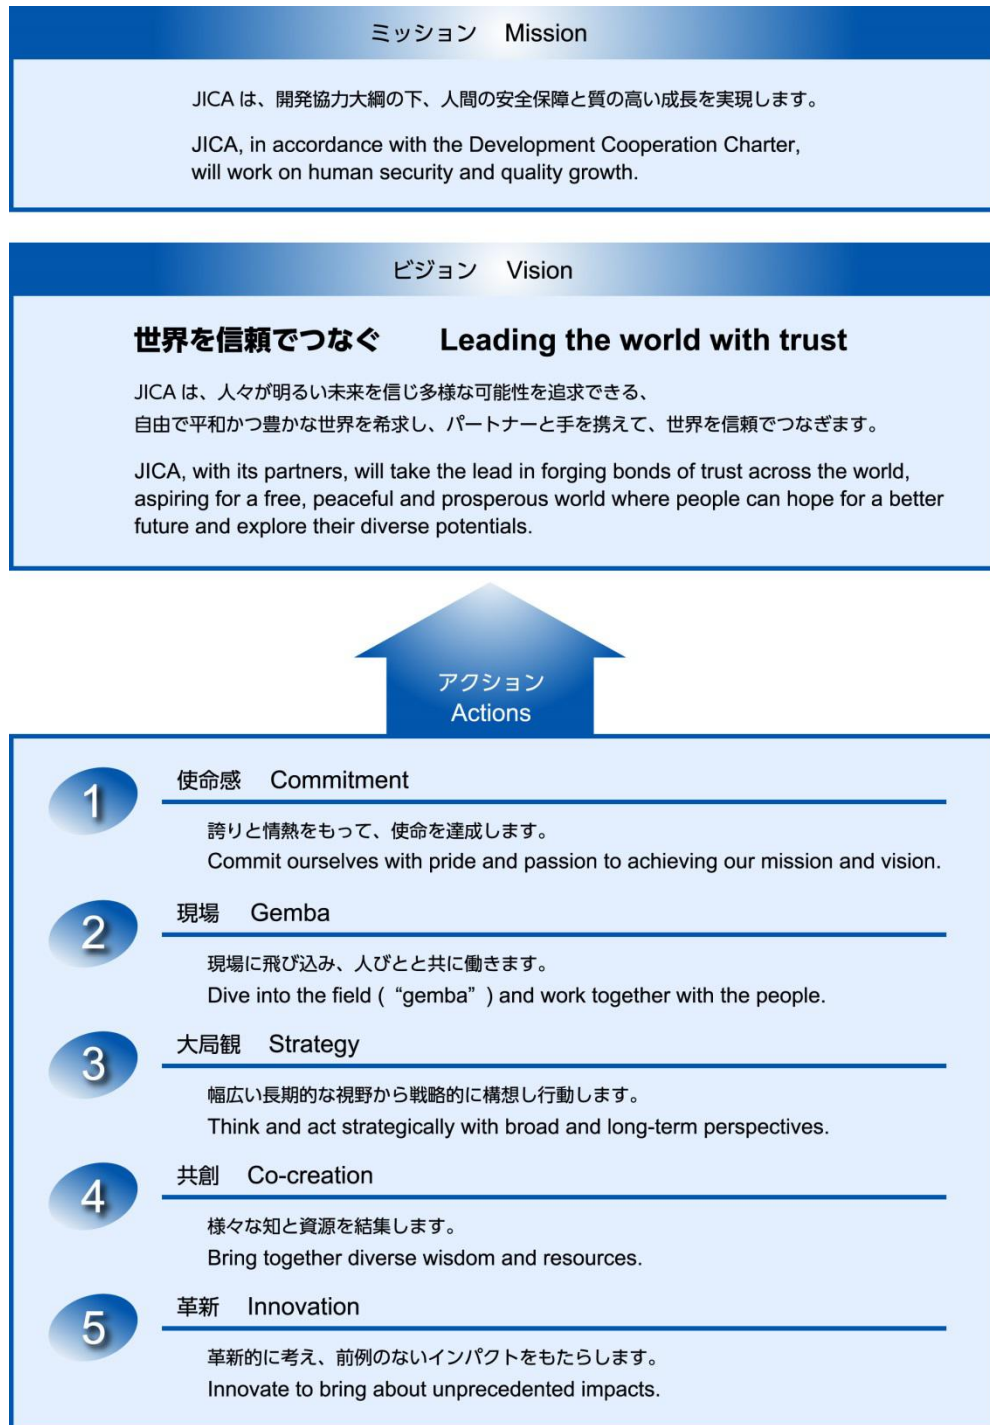 ミッション Mission
JICA は、開発協力大綱の下、人間の安全保障と質の高い成長を実現します。
JICA, in accordance with the Development Cooperation Charter,
will work on human security and quality growth.
ビジョン Vision
世界を信頼でつなぐ Leading the world with trust
JICA は、人々が明るい未来を信じ多様な可能性を追求できる、
自由で平和かつ豊かな世界を希求し、パートナーと手を携えて、世界を信頼でつなぎます。
JICA, with its partners, will take the lead in forging bonds of trust across the world,
aspiring for a free, peaceful and prosperous world where people can hope for a better
future and explore their diverse potentials.
アクション
Actions
1 使命感 Commitment
誇りと情熱をもって、使命を達成します。
Commit ourselves with pride and passion to achieving our mission and vision.
2 現場 Gemba
現場に飛び込み、人びとと共に働きます。
Dive into the field ( “gemba” ) and work together with the people.
3 大局観 Strategy
幅広い長期的な視野から戦略的に構想し行動します。
Think and act strategically with broad and long-term perspectives.
4 共創 Co-creation
様々な知と資源を結集します。
Bring together diverse wisdom and resources.
5 革新 Innovation
革新的に考え、前例のないインパクトをもたらします。
Innovate to bring about unprecedented impacts.